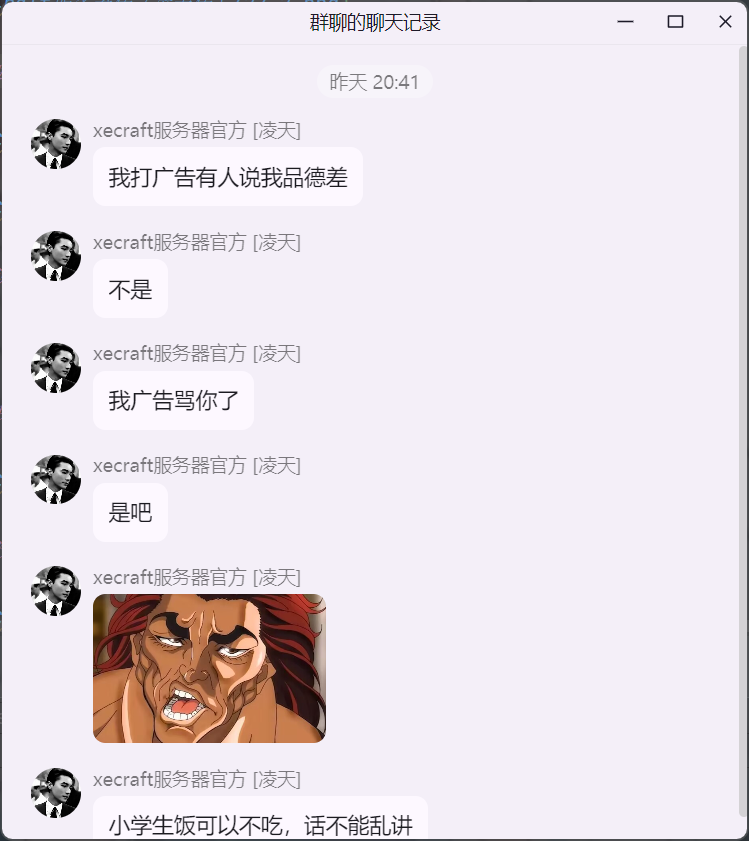 群聊的聊天记录
昨天 20:41
xecraft服务器官方 [凌天]
我打广告有人说我品德差
xecraft服务器官方 [凌天]
不是
xecraft服务器官方 [凌天]
我广告骂你了
xecraft服务器官方 [凌天]
是吧
xecraft服务器官方 [凌天]
xecraft服务器官方 [凌天]
小学生饭可以不吃，话不能乱讲